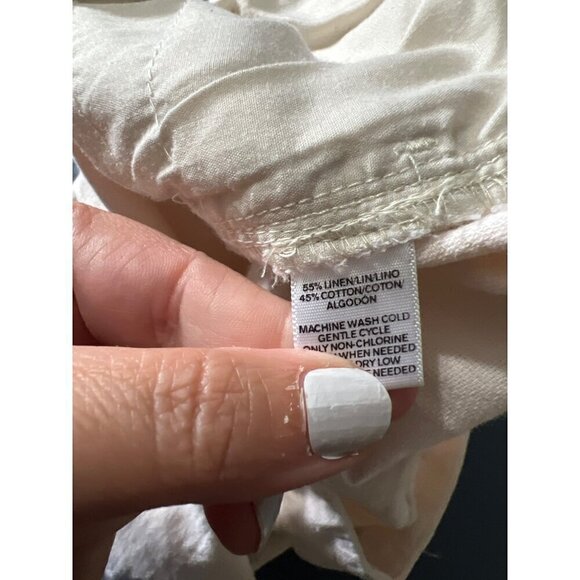 55% LINEN/LIN/LINO
45% COTTON/COTON/
ALGODÓN
MACHINE WASH COLD
GENTLE CYCLE
ONLY NON-CHLORINE
WHEN NEEDED
DRY LOW
IF NEEDED